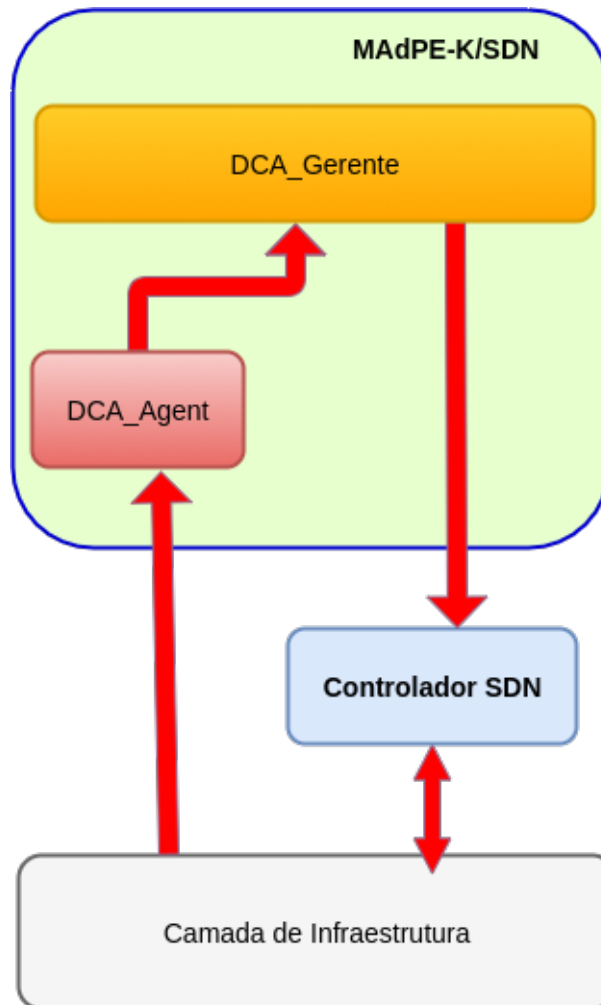 MAdPE-K/SDN
DCA_Gerente
DCA_Agent
Controlador SDN
Camada de Infraestrutura